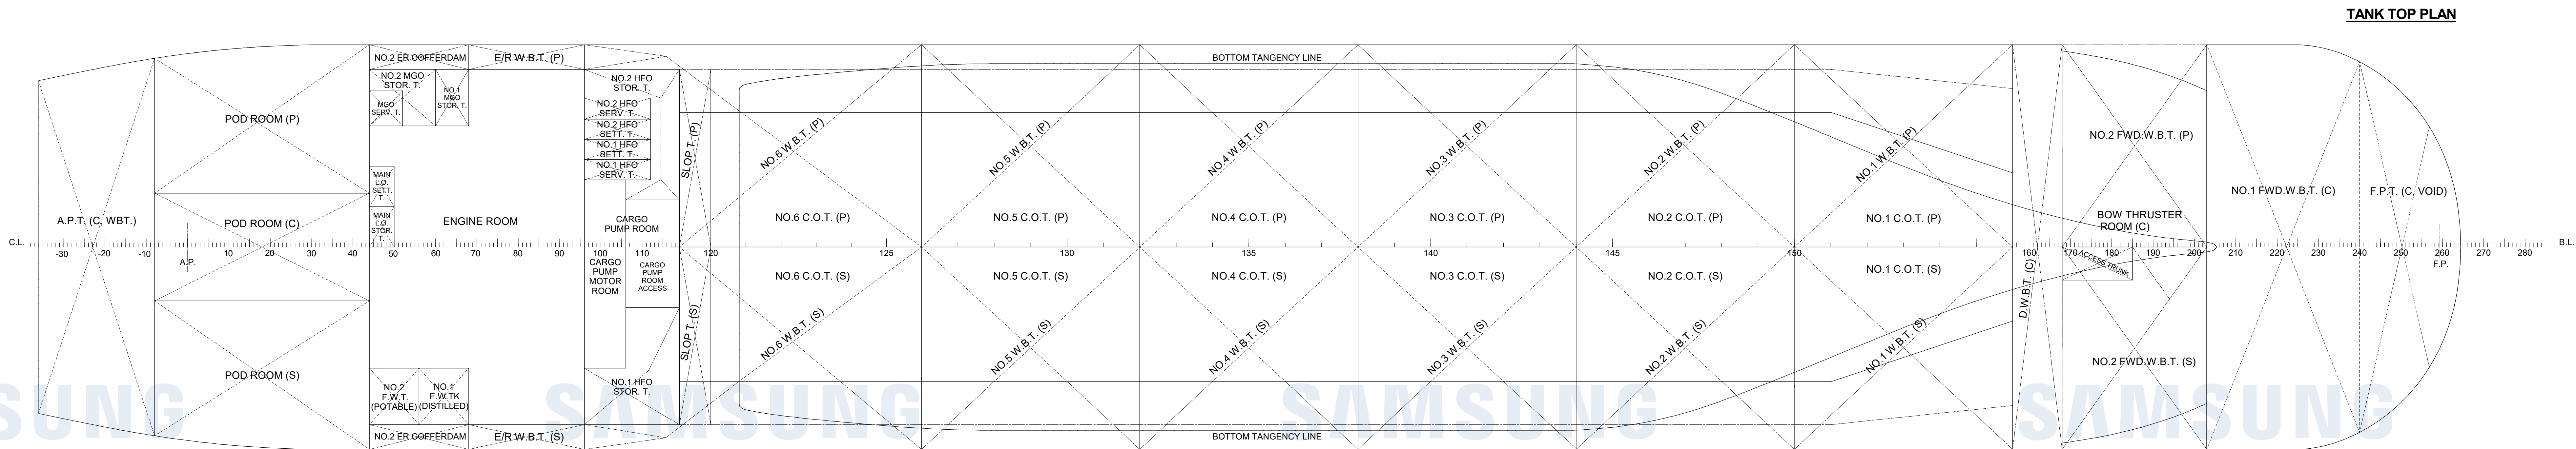 TANK TOP PLAN
NO.2 ER COFFERDAM
E/R W.B.T. (P)
BOTTOM TANGENCY LINE
NO.2 MGO
STOR. T.
NO.1
MGO
STOR. T.
MGO
SERV. T.
NO.2 HFO
STOR. T.
NO.2 HFO
SERV. T.
NO.2 HFO
SETT. T.
NO.1 HFO
SETT. T.
NO.1 HFO
SERV. T.
POD ROOM (P)
SLOP T. (P)
NO.6 W.B.T. (P)
NO.5 W.B.T. (P)
NO.4 W.B.T. (P)
NO.3 W.B.T. (P)
NO.2 W.B.T. (P)
NO.1 W.B.T. (P)
NO.2 FWD.W.B.T. (P)
MAIN
L.O.
SETT.
T.
MAIN
L.O.
STOR.
T.
A.P.T. (C, WBT.)
POD ROOM (C)
ENGINE ROOM
CARGO
PUMP ROOM
NO.6 C.O.T. (P)
NO.5 C.O.T. (P)
NO.4 C.O.T. (P)
NO.3 C.O.T. (P)
NO.2 C.O.T. (P)
NO.1 C.O.T. (P)
BOW THRUSTER
ROOM (C)
NO.1 FWD.W.B.T. (C)
F.P.T. (C, VOID)
C.L.
B.L.
-30 -20 -10 0 10 20 30 40 50 60 70 80 90 100 110 120 125 130 135 140 145 150 160 170 180 190 200 210 220 230 240 250 260 270 280
A.P.
F.P.
CARGO
PUMP
MOTOR
ROOM
CARGO
PUMP
ROOM
ACCESS
NO.6 C.O.T. (S)
NO.5 C.O.T. (S)
NO.4 C.O.T. (S)
NO.3 C.O.T. (S)
NO.2 C.O.T. (S)
NO.1 C.O.T. (S)
D.W.B.T. (C)
ACCESS TRUNK
SLOP T. (S)
NO.6 W.B.T. (S)
NO.5 W.B.T. (S)
NO.4 W.B.T. (S)
NO.3 W.B.T. (S)
NO.2 W.B.T. (S)
NO.1 W.B.T. (S)
NO.2 FWD.W.B.T. (S)
POD ROOM (S)
NO.2
F.W.T.
(POTABLE)
NO.1
F.W.TK
(DISTILLED)
NO.1 HFO
STOR. T.
NO.2 ER COFFERDAM
E/R W.B.T. (S)
BOTTOM TANGENCY LINE
SUNG
SAMSUNG
SAMSUNG
SAMSUNG